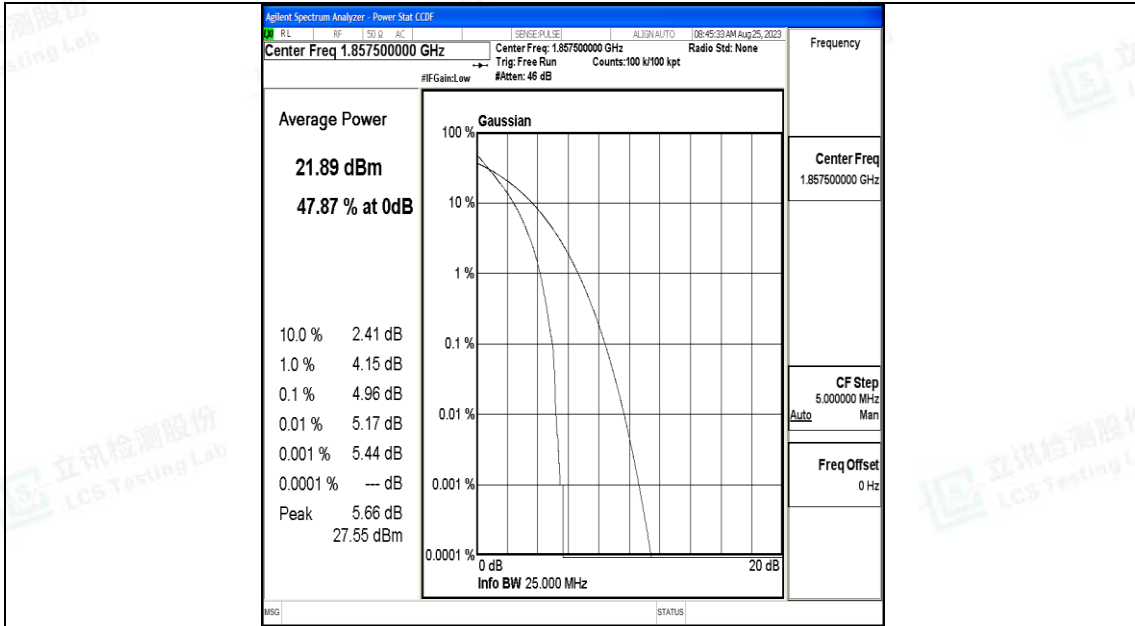 Agilent Spectrum Analyzer - Power Stat CCDF
RL RF 50 Ω AC SENSE:PULSE ALIGN AUTO 08:45:33 AM Aug 25, 2023
Center Freq 1.857500000 GHz
Center Freq: 1.857500000 GHz Radio Std: None
Trig: Free Run Counts:100 k/100 kpt
#IFGain:Low #Atten: 46 dB
Frequency
Average Power
21.89 dBm
47.87 % at 0dB
10.0 % 2.41 dB
1.0 % 4.15 dB
0.1 % 4.96 dB
0.01 % 5.17 dB
0.001 % 5.44 dB
0.0001 % --- dB
Peak 5.66 dB
27.55 dBm
Gaussian
100 %
10 %
1 %
0.1 %
0.01 %
0.001 %
0.0001 %
0 dB 20 dB
Info BW 25.000 MHz
Center Freq
1.857500000 GHz
CF Step
5.000000 MHz
Auto Man
Freq Offset
0 Hz
MSG STATUS
立讯检测股份
LCS Testing Lab
立讯检测股份